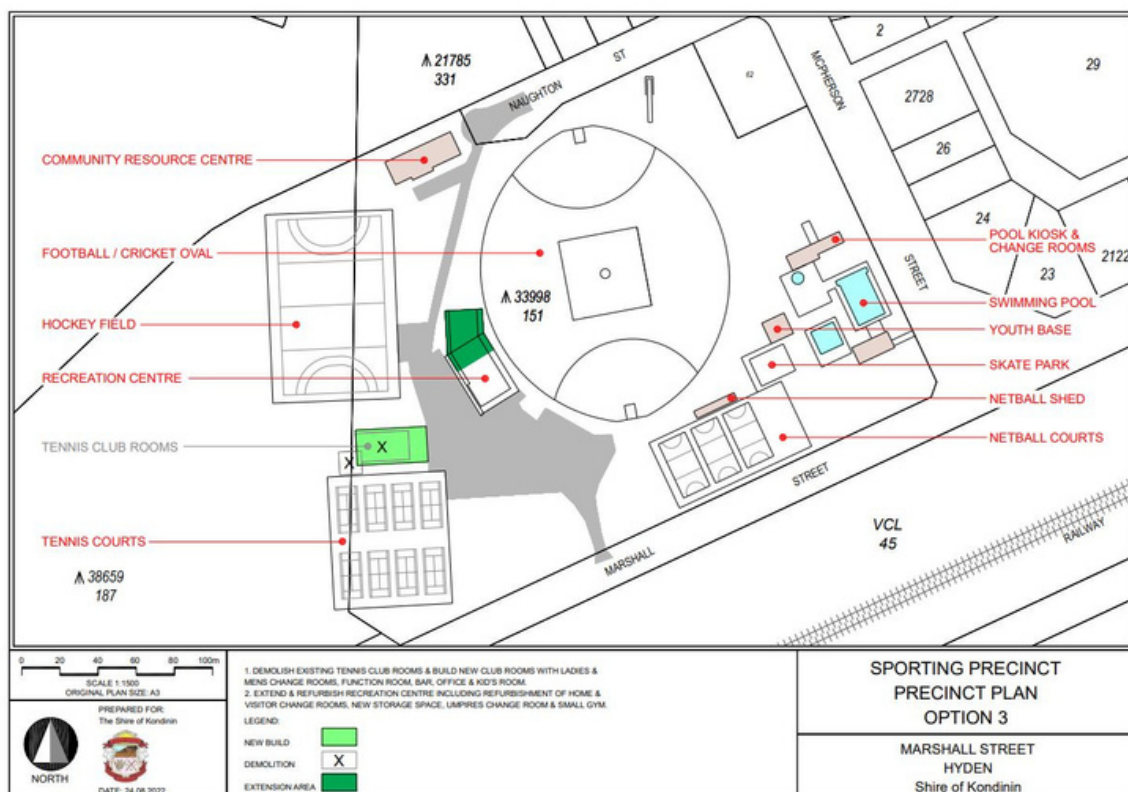 21785
331
NAUGHTON
ST
62
MCPHERSON
STREET
2
29
2728
26
24
23
2122
COMMUNITY RESOURCE CENTRE
FOOTBALL / CRICKET OVAL
HOCKEY FIELD
RECREATION CENTRE
TENNIS CLUB ROOMS
X
X
TENNIS COURTS
38659
187
33998
151
POOL KIOSK &
CHANGE ROOMS
SWIMMING POOL
YOUTH BASE
SKATE PARK
NETBALL SHED
NETBALL COURTS
MARSHALL
STREET
VCL
45
RAILWAY
0 20 40 60 80 100m
SCALE 1:1500
ORIGINAL PLAN SIZE: A3
NORTH
PREPARED FOR:
The Shire of Kondinin
DATE: 24.08.2022
1. DEMOLISH EXISTING TENNIS CLUB ROOMS & BUILD NEW CLUB ROOMS WITH LADIES &
MENS CHANGE ROOMS, FUNCTION ROOM, BAR, OFFICE & KID'S ROOM.
2. EXTEND & REFURBISH RECREATION CENTRE INCLUDING REFURBISHMENT OF HOME &
VISITOR CHANGE ROOMS, NEW STORAGE SPACE, UMPIRES CHANGE ROOM & SMALL GYM.
LEGEND:
NEW BUILD
DEMOLITION X
EXTENSION AREA
SPORTING PRECINCT
PRECINCT PLAN
OPTION 3
MARSHALL STREET
HYDEN
Shire of Kondinin